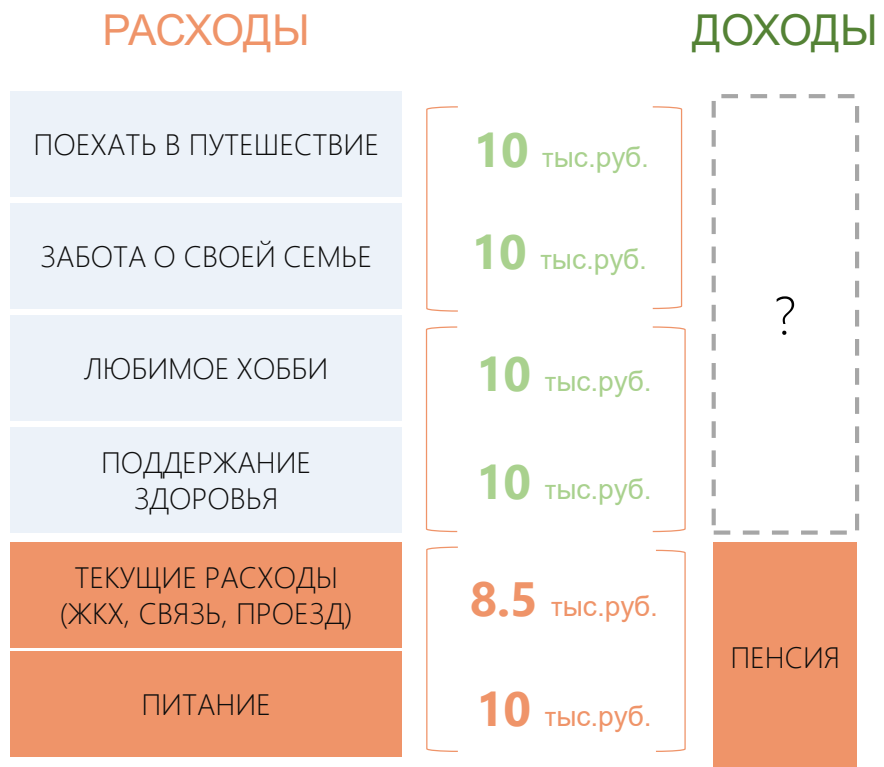 РАСХОДЫ
ДОХОДЫ
ПОЕХАТЬ В ПУТЕШЕСТВИЕ
10 тыс.руб.
ЗАБОТА О СВОЕЙ СЕМЬЕ
10 тыс.руб.
?
ЛЮБИМОЕ ХОББИ
10 тыс.руб.
ПОДДЕРЖАНИЕ
ЗДОРОВЬЯ
10 тыс.руб.
ТЕКУЩИЕ РАСХОДЫ
(ЖКХ, СВЯЗЬ, ПРОЕЗД)
8.5 тыс.руб.
ПЕНСИЯ
ПИТАНИЕ
10 тыс.руб.